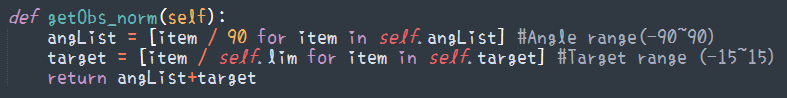 def getObs_norm(self):
    angList = [item / 90 for item in self.angList] #Angle range(-90~90)
    target = [item / self.lim for item in self.target] #Target range (-15~15)
    return angList+target